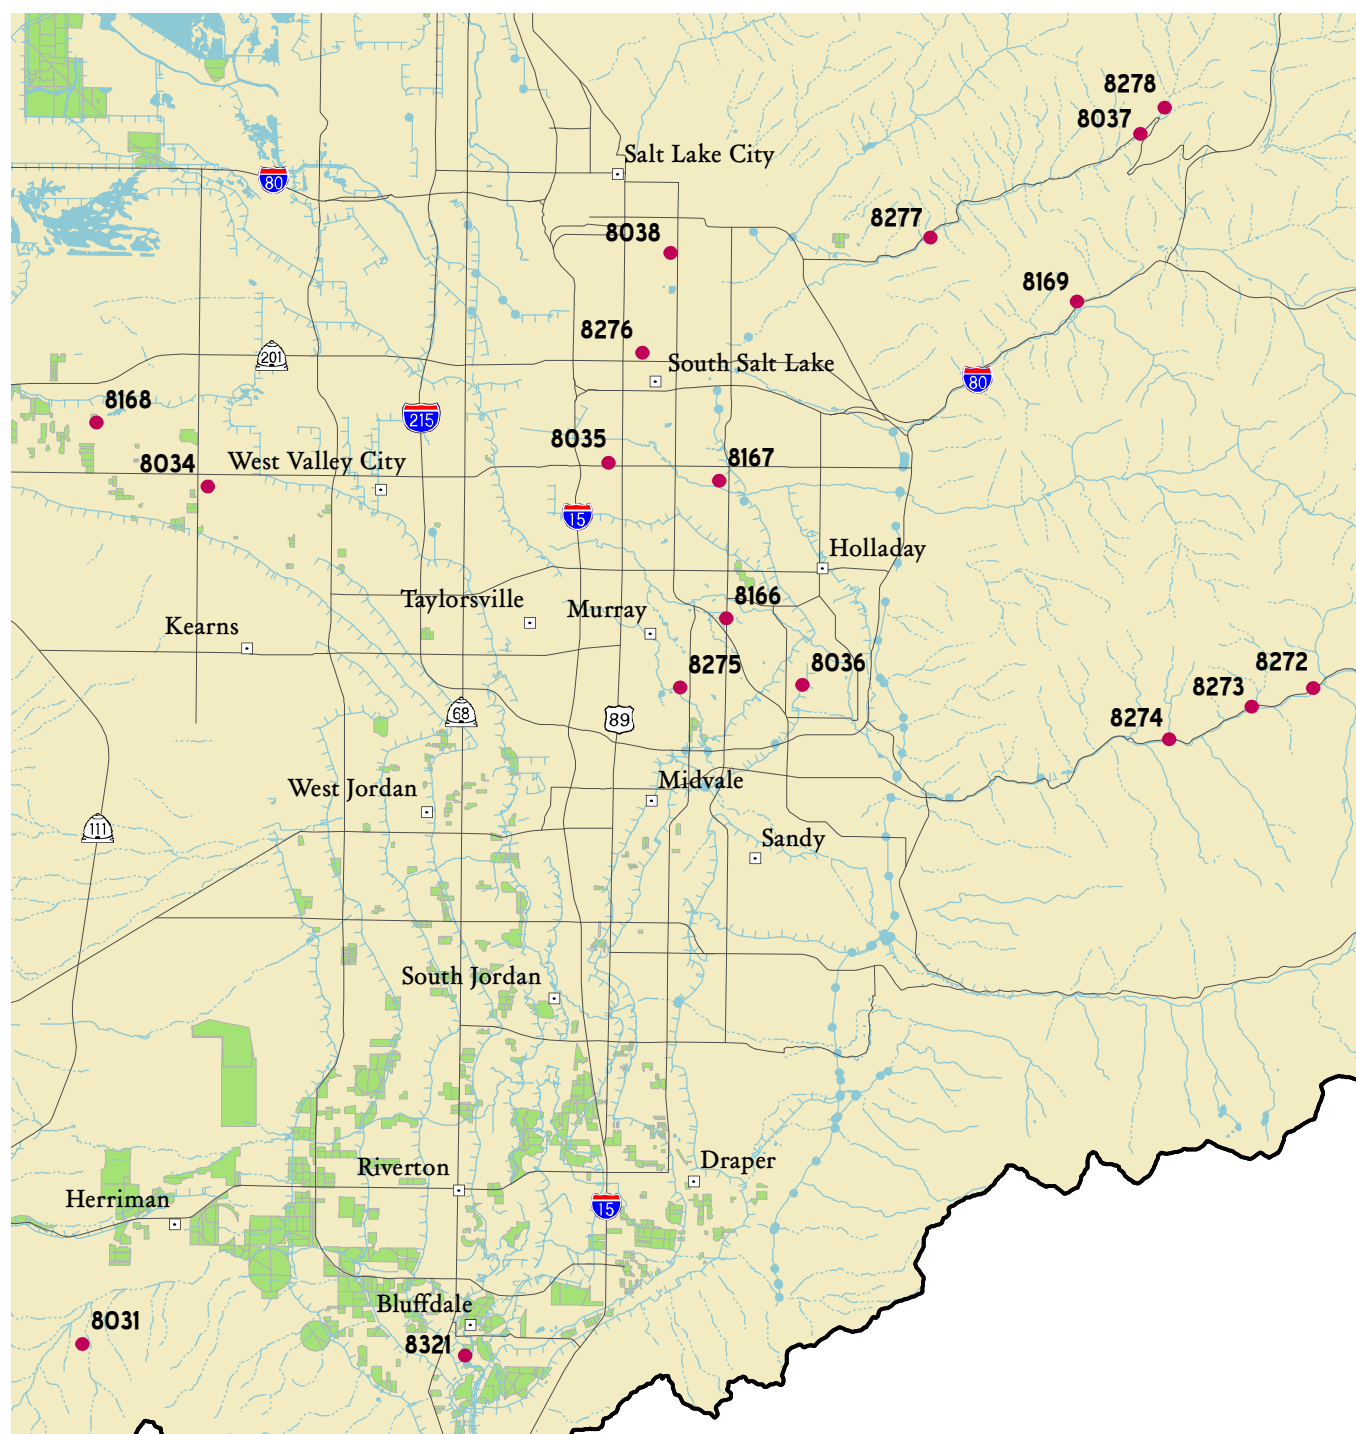 8278
8037
Salt Lake City
80
8277
8038
8169
8276
201
South Salt Lake
80
8168
215
8035
8034
West Valley City
8167
15
Holladay
Taylorsville
Murray
8166
Kearns
8275
8036
8272
8273
68
89
8274
West Jordan
Midvale
111
Sandy
South Jordan
Riverton
Draper
Herriman
15
Bluffdale
8031
8321